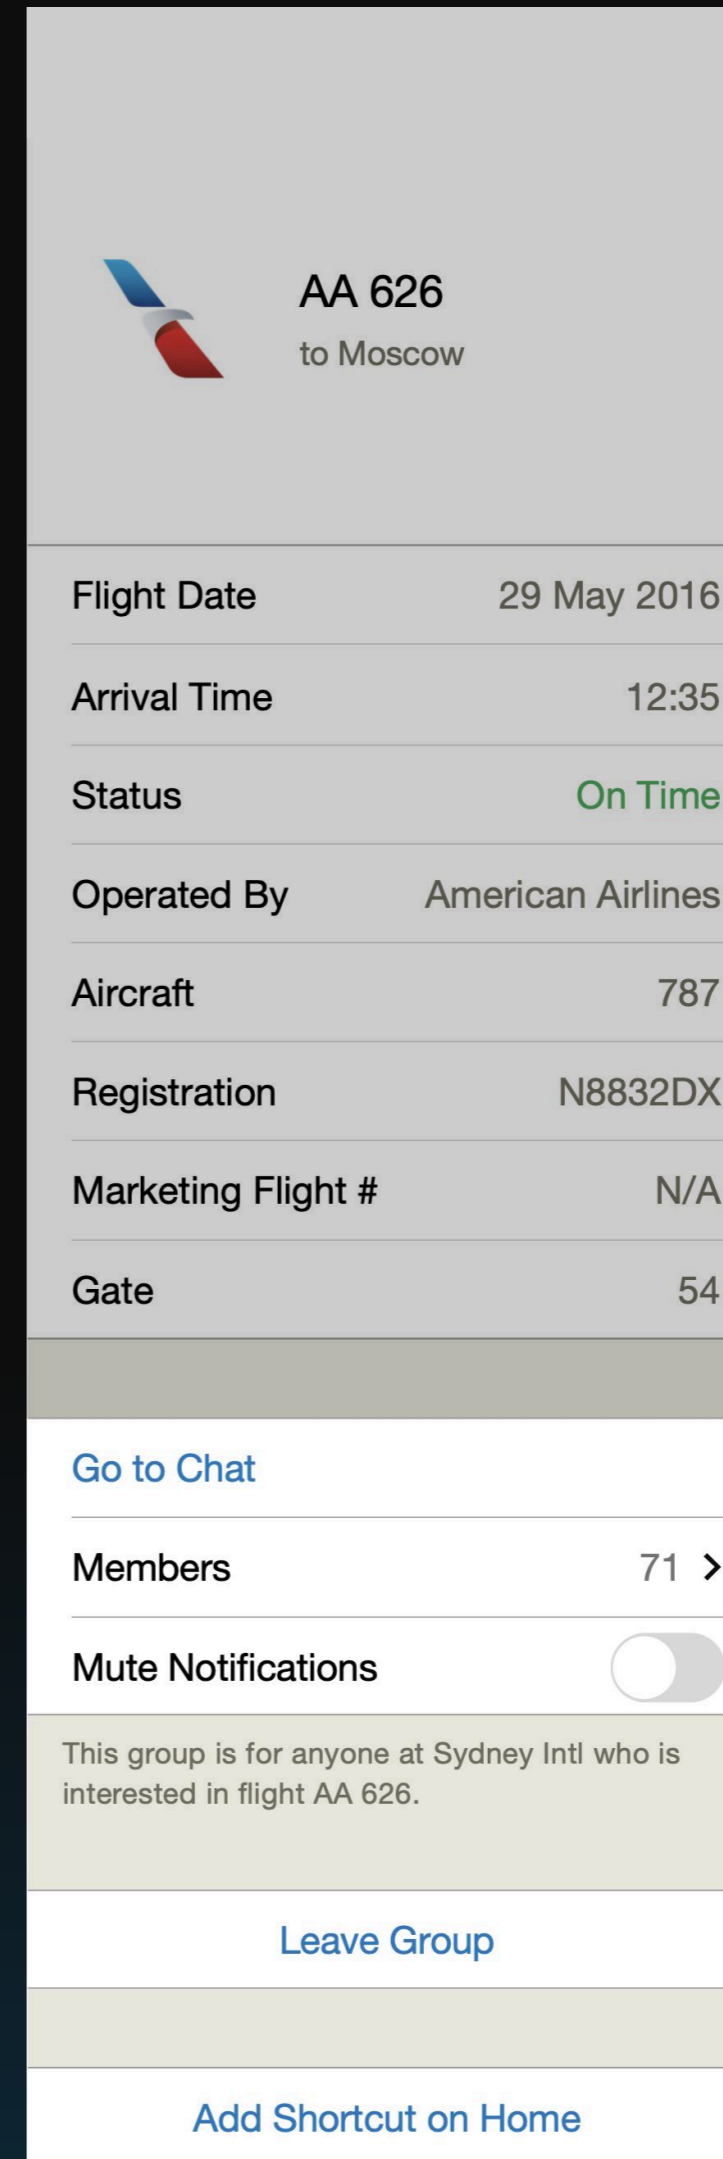 AA 626
to Moscow
Flight Date 29 May 2016
Arrival Time 12:35
Status On Time
Operated By American Airlines
Aircraft 787
Registration N8832DX
Marketing Flight # N/A
Gate 54
Go to Chat
Members 71 >
Mute Notifications
This group is for anyone at Sydney Intl who is
interested in flight AA 626.
Leave Group
Add Shortcut on Home